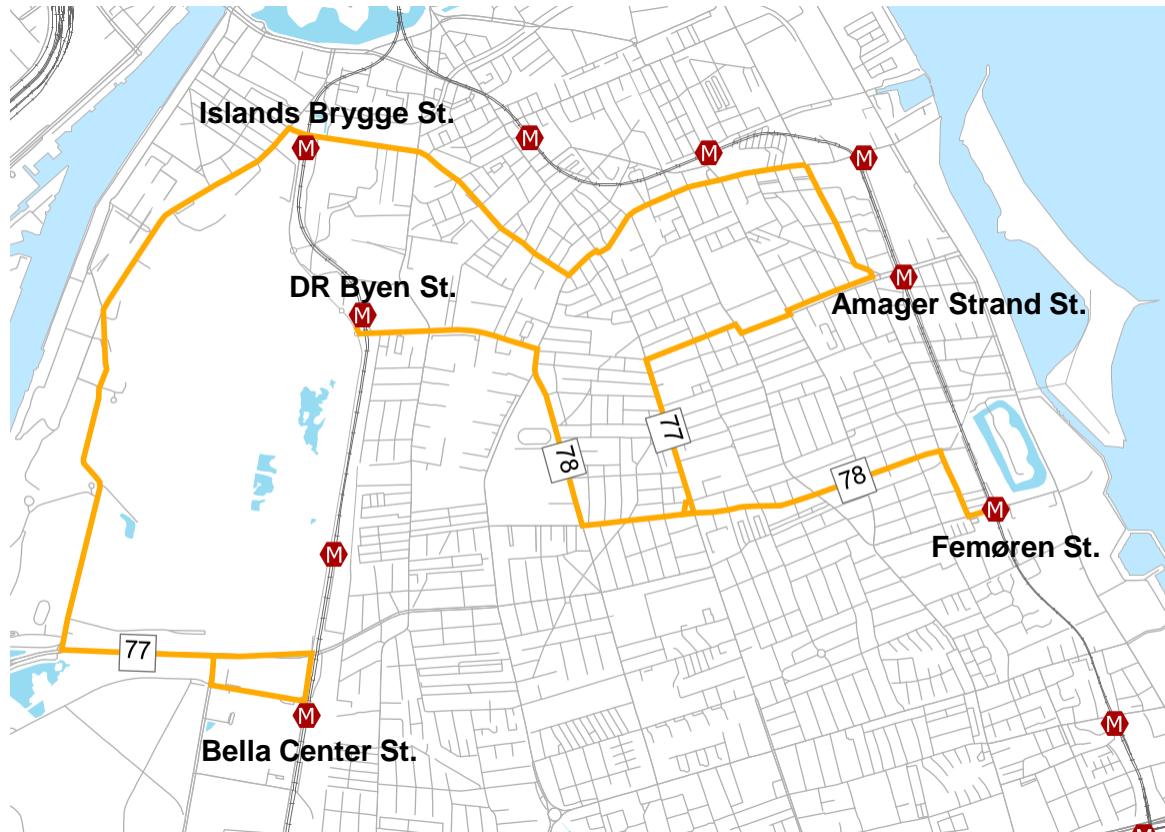 Islands Brygge St.
M
M
M
M
DR Byen St.
M
M
Amager Strand St.
77
78
78
M
Femøren St.
M
77
M
Bella Center St.
M
M